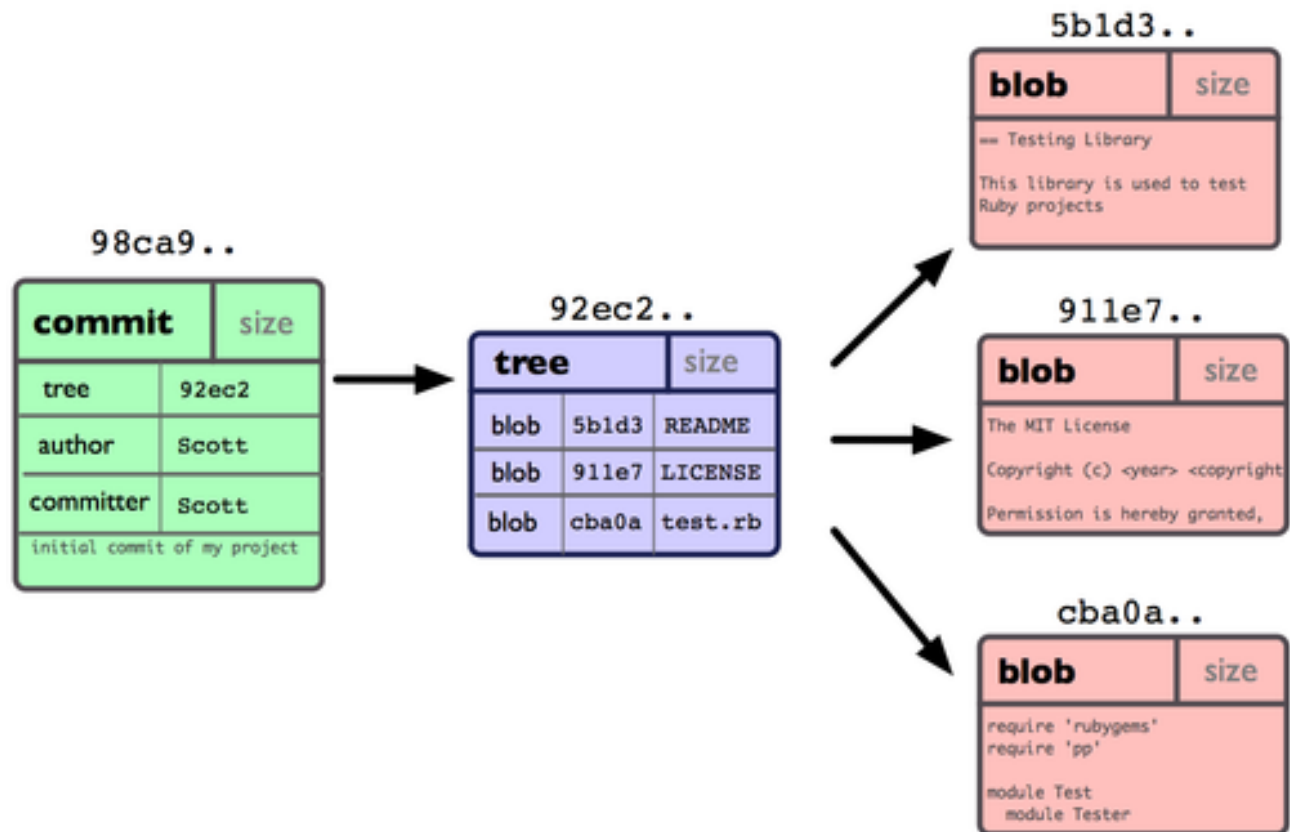 98ca9..
commit size
tree 92ec2
author Scott
committer Scott
initial commit of my project
92ec2..
tree size
blob 5b1d3 README
blob 911e7 LICENSE
blob cba0a test.rb
5b1d3..
blob size
== Testing Library
This library is used to test
Ruby projects
911e7..
blob size
The MIT License
Copyright (c) <year> <copyright
Permission is hereby granted,
cba0a..
blob size
require 'rubygems'
require 'pp'
module Test
module Tester